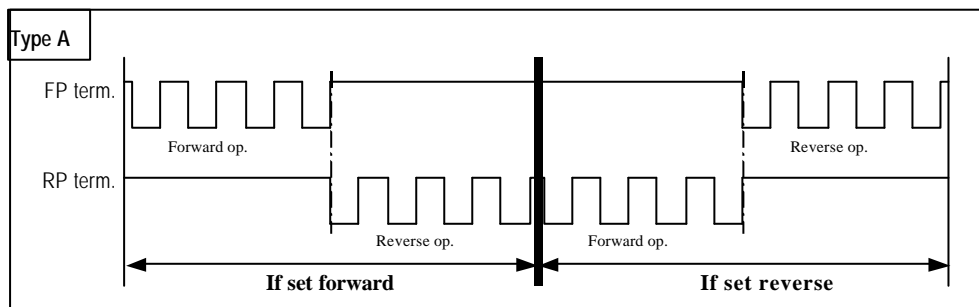 Type A
FP term.
Forward op.
Reverse op.
RP term.
Reverse op.
Forward op.
If set forward
If set reverse